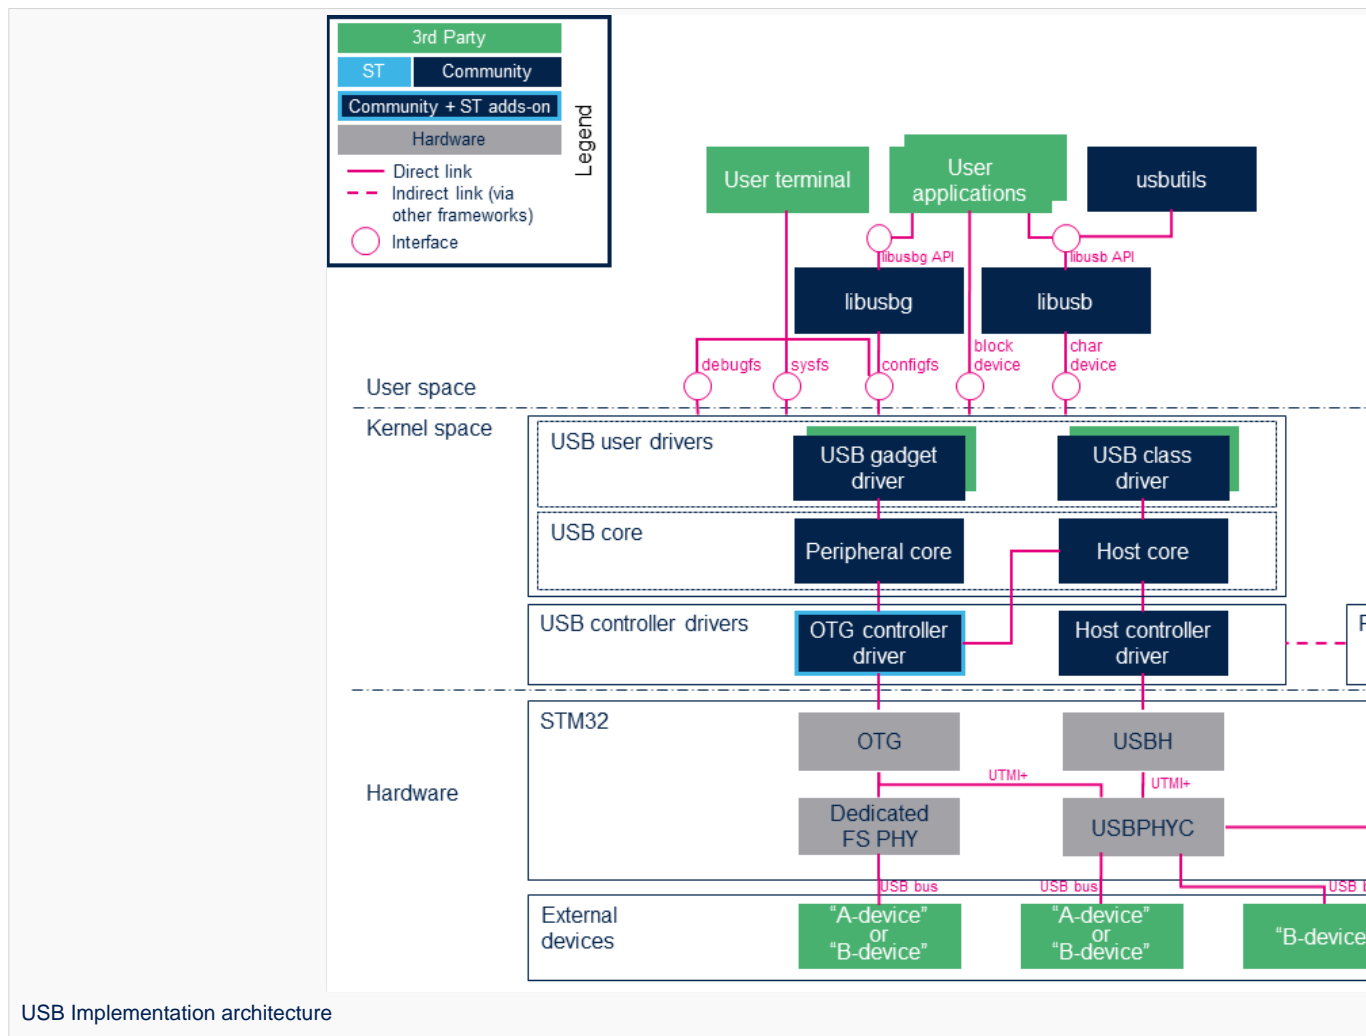 3rd Party
ST
Community
Community + ST adds-on
Hardware
Direct link
Indirect link (via
other frameworks)
Interface
Legend
User terminal
User
applications
usbutils
libusbg API
libusb API
libusbg
libusb
debugfs
sysfs
configfs
block
device
char
device
User space
Kernel space
USB user drivers
USB gadget
driver
USB class
driver
USB core
Peripheral core
Host core
USB controller drivers
OTG controller
driver
Host controller
driver
STM32
OTG
USBH
UTMI+
UTMI+
Hardware
Dedicated
FS PHY
USBPHYC
USB bus
USB bus
USB
External
devices
“A-device”
or
“B-device”
“A-device”
or
“B-device”
“B-device
USB Implementation architecture